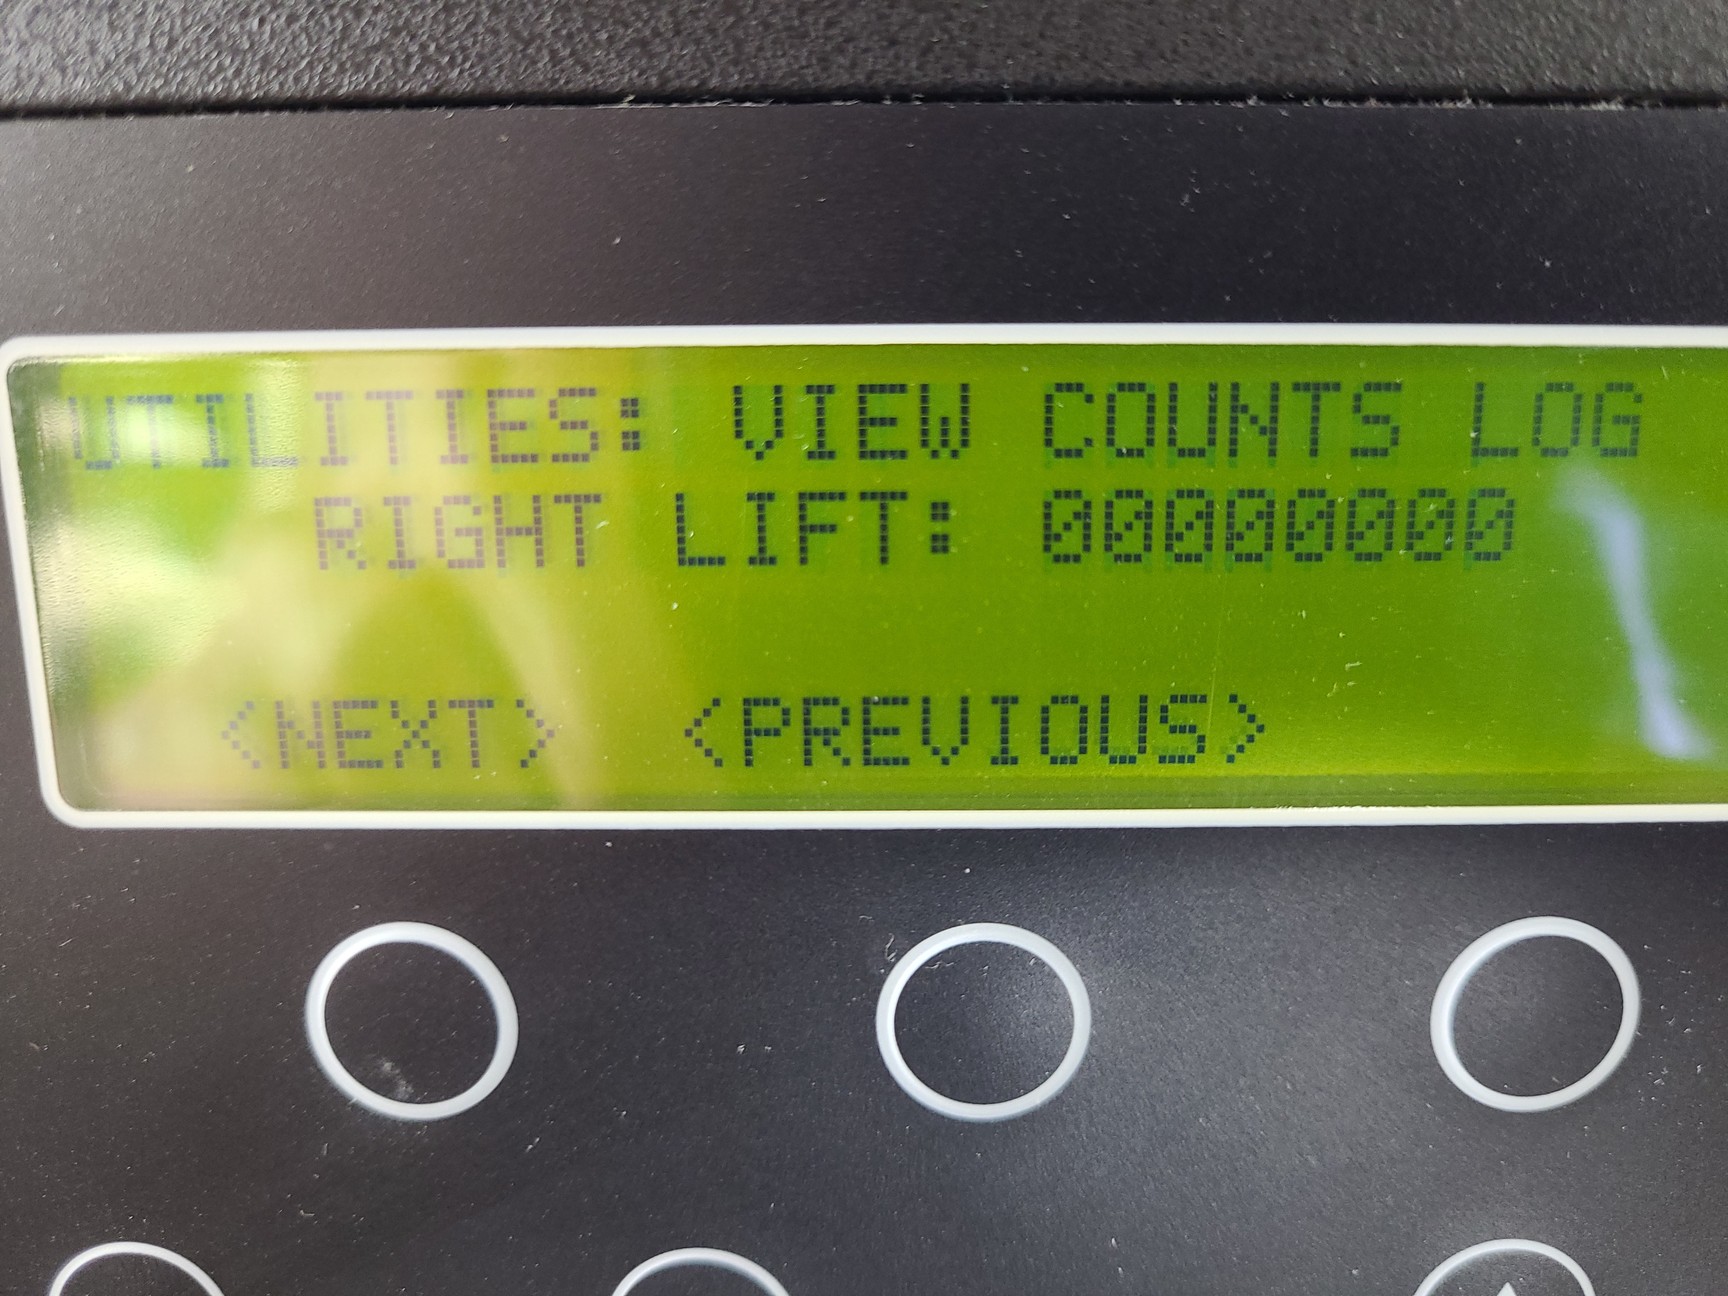 UTILITIES: VIEW COUNTS LOG
RIGHT LIFT: 00000000
<NEXT> <PREVIOUS>